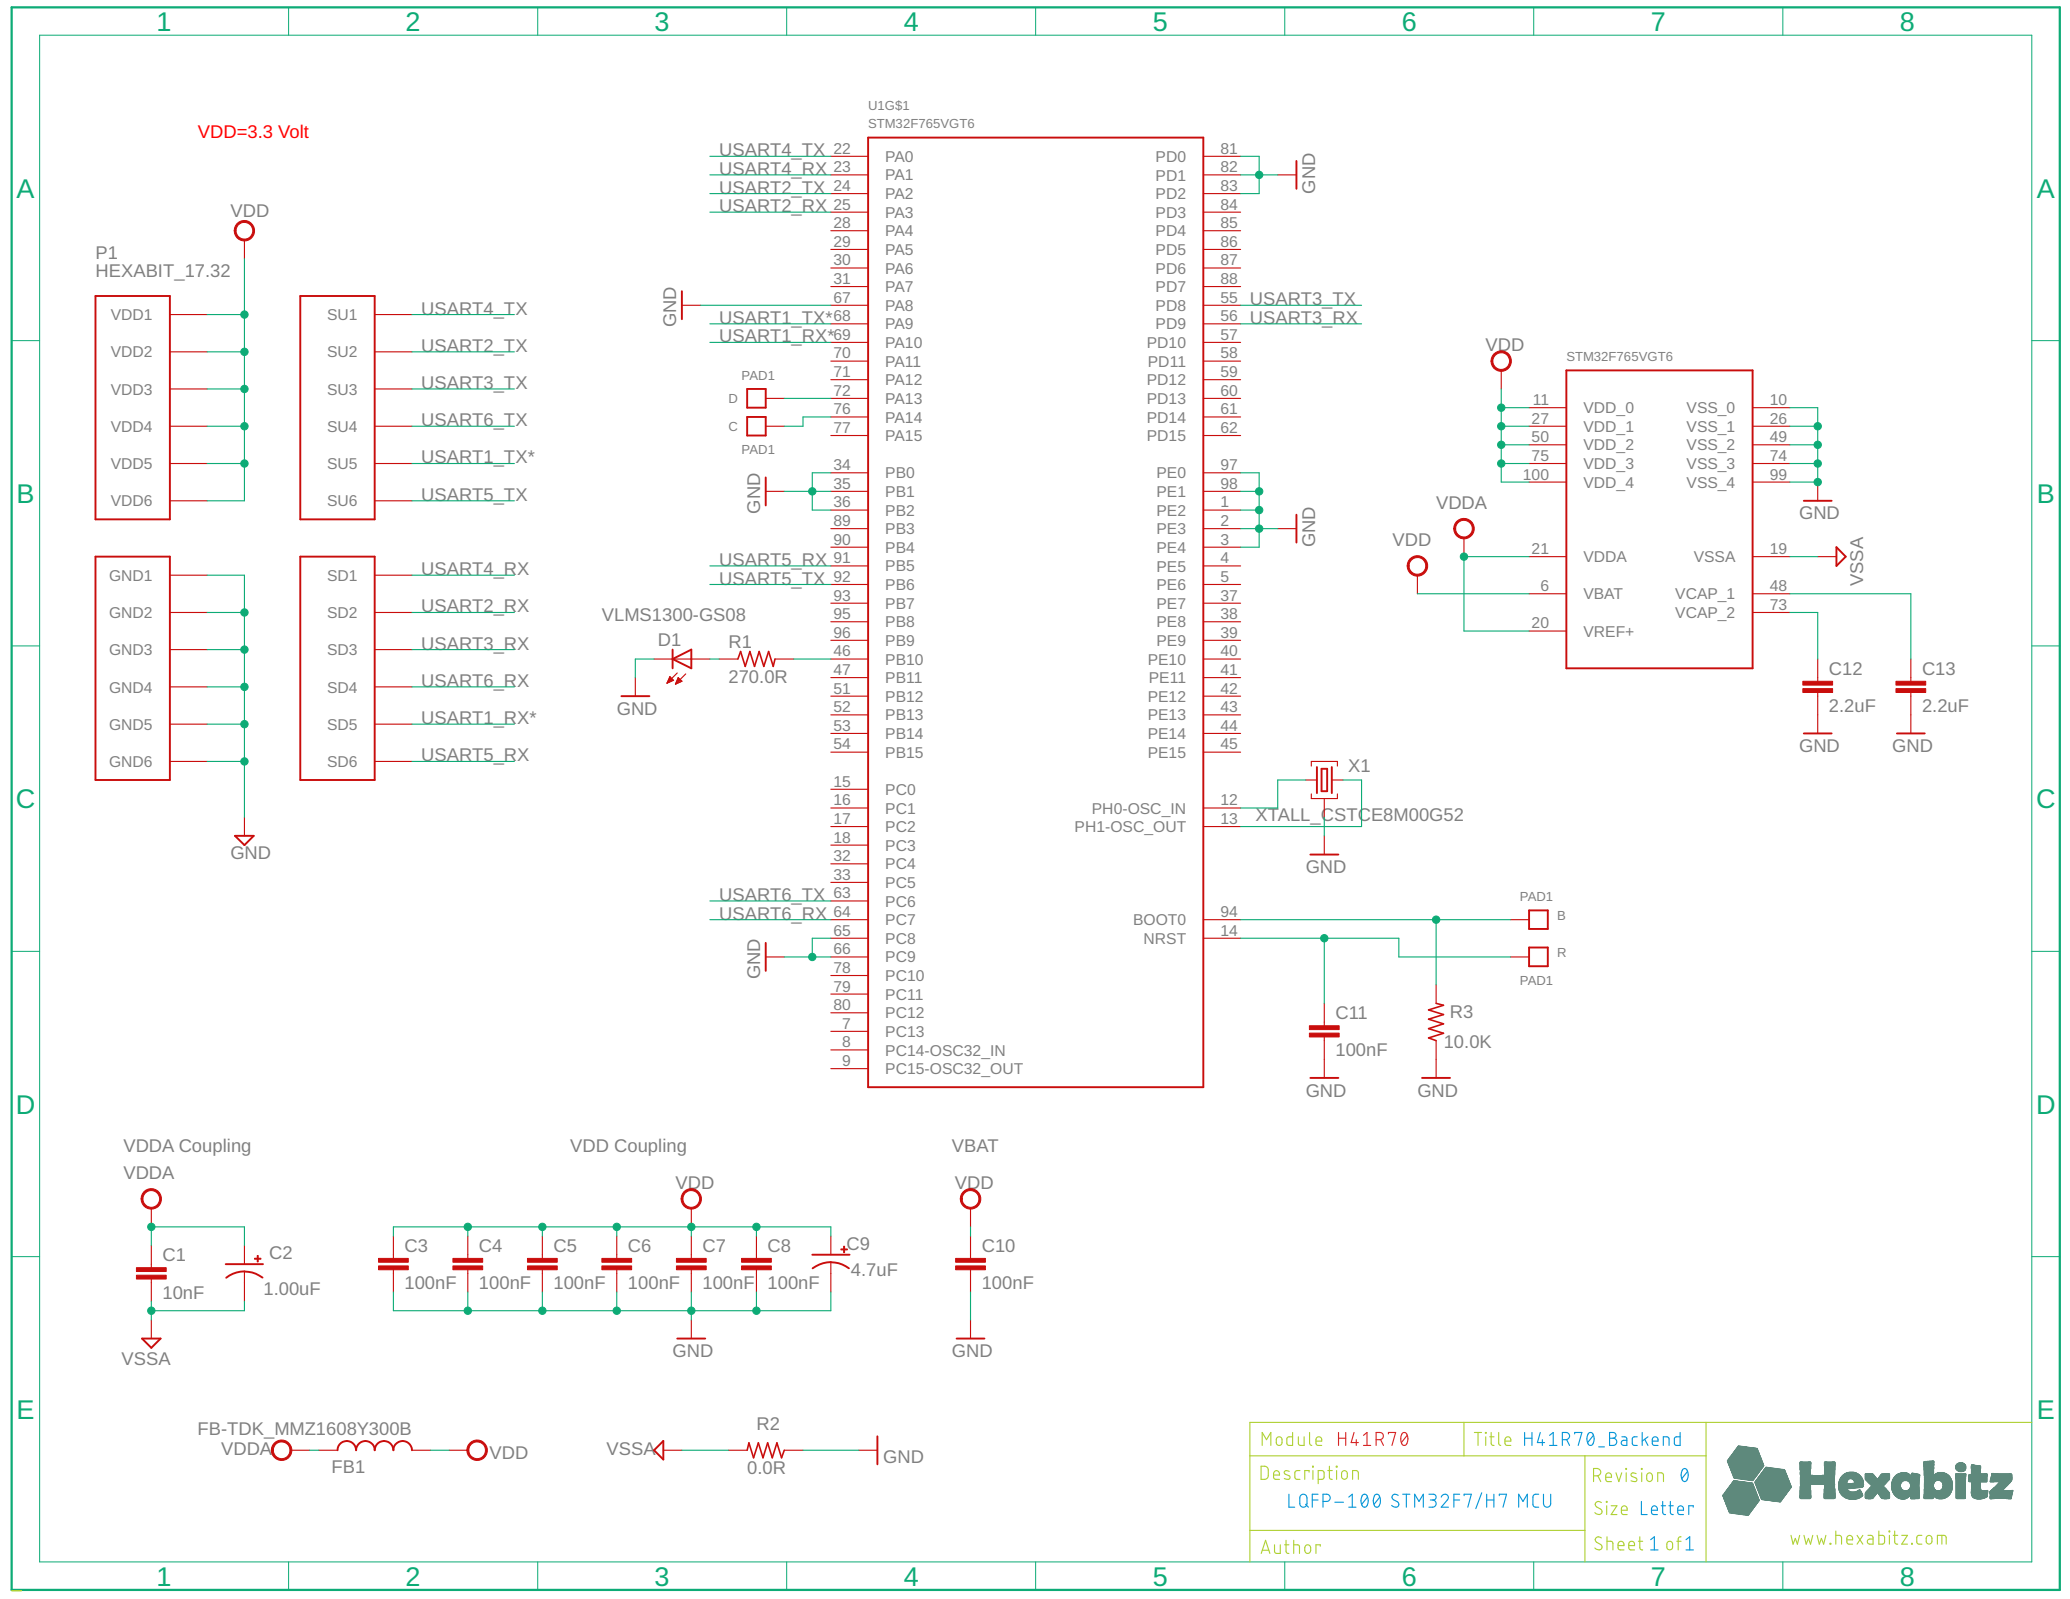 1 2 3 4 5 6 7 8
A A
B B
C C
D D
E E
VDD=3.3 Volt
VDD
P1
HEXABIT_17.32
VDD1
VDD2
VDD3
VDD4
VDD5
VDD6
SU1 USART4_TX
SU2 USART2_TX
SU3 USART3_TX
SU4 USART6_TX
SU5 USART1_TX*
SU6 USART5_TX
GND1
GND2
GND3
GND4
GND5
GND6
GND
SD1 USART4_RX
SD2 USART2_RX
SD3 USART3_RX
SD4 USART6_RX
SD5 USART1_RX*
SD6 USART5_RX
U1G$1
STM32F765VGT6
USART4_TX 22 PA0
USART4_RX 23 PA1
USART2_TX 24 PA2
USART2_RX 25 PA3
28 PA4
29 PA5
30 PA6
31 PA7
GND 67 PA8
USART1_TX* 68 PA9
USART1_RX* 69 PA10
70 PA11
71 PA12
PAD1
D 72 PA13
C 76 PA14
PAD1
77 PA15
34 PB0
GND 35 PB1
36 PB2
89 PB3
90 PB4
USART5_RX 91 PB5
USART5_TX 92 PB6
93 PB7
95 PB8
96 PB9
VLMS1300-GS08
D1 R1
270.0R
GND
46 PB10
47 PB11
51 PB12
52 PB13
53 PB14
54 PB15
15 PC0
16 PC1
17 PC2
18 PC3
32 PC4
33 PC5
USART6_TX 63 PC6
USART6_RX 64 PC7
65 PC8
GND 66 PC9
78 PC10
79 PC11
80 PC12
7 PC13
8 PC14-OSC32_IN
9 PC15-OSC32_OUT
PD0 81
PD1 82 GND
PD2 83
PD3 84
PD4 85
PD5 86
PD6 87
PD7 88
PD8 55 USART3_TX
PD9 56 USART3_RX
PD10 57
PD11 58
PD12 59
PD13 60
PD14 61
PD15 62
PE0 97
PE1 98
PE2 1
PE3 2 GND
PE4 3
PE5 4
PE6 5
PE7 37
PE8 38
PE9 39
PE10 40
PE11 41
PE12 42
PE13 43
PE14 44
PE15 45
PH0-OSC_IN 12
PH1-OSC_OUT 13
X1
XTALL_CSTCE8M00G52
GND
BOOT0 94
NRST 14
PAD1
B
R
PAD1
C11
100nF
GND
R3
10.0K
GND
VDD
STM32F765VGT6
11 VDD_0 VSS_0 10
27 VDD_1 VSS_1 26
50 VDD_2 VSS_2 49
75 VDD_3 VSS_3 74
100 VDD_4 VSS_4 99
GND
VDDA
VDD
21 VDDA VSSA 19 VSSA
6 VBAT VCAP_1 48
VCAP_2 73
20 VREF+
C12
2.2uF
GND
C13
2.2uF
GND
VDDA Coupling
VDDA
C1
10nF
C2
1.00uF
VSSA
VDD Coupling
VDD
C3 C4 C5 C6 C7 C8 C9
100nF 100nF 100nF 100nF 100nF 100nF 4.7uF
GND
VBAT
VDD
C10
100nF
GND
FB-TDK_MMZ1608Y300B
VDDA VDD
FB1
VSSA R2 GND
0.0R
Module H41R70 Title H41R70_Backend
Description
LQFP-100 STM32F7/H7 MCU
Author
Revision 0
Size Letter
Sheet 1 of 1
Hexabitz
www.hexabitz.com
1 2 3 4 5 6 7 8